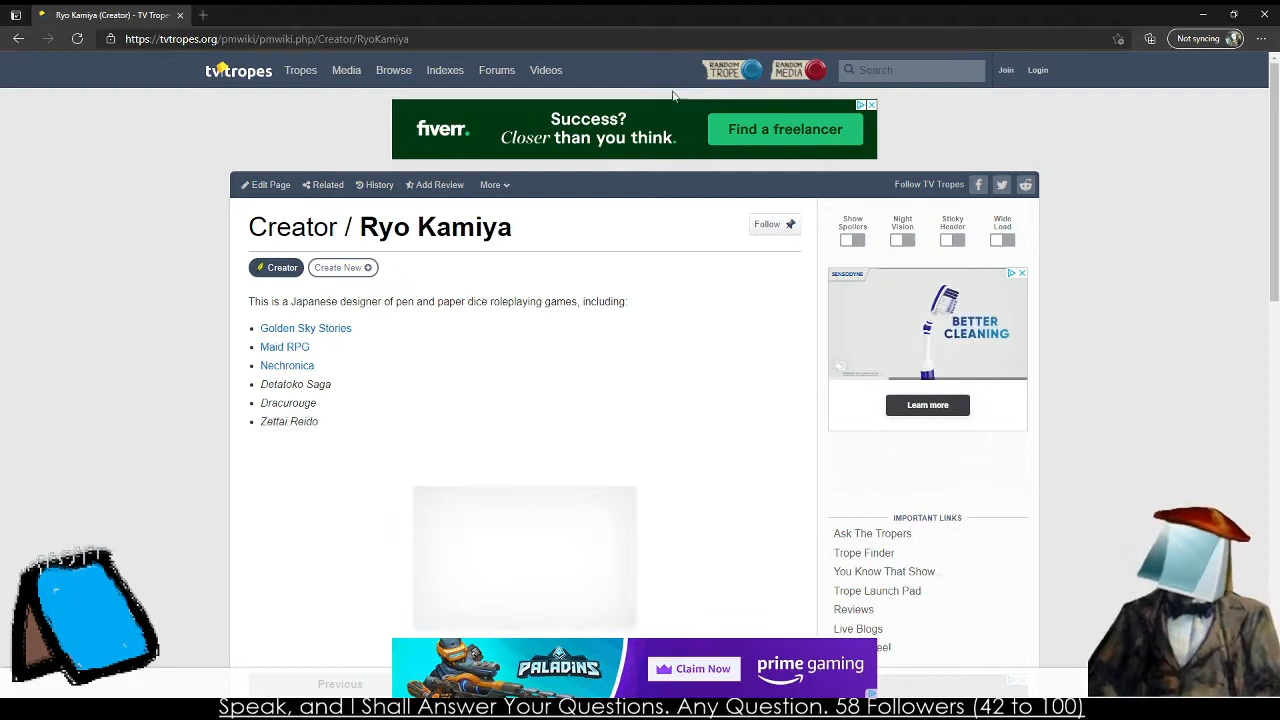 Ryo Kamiya (Creator) - TV Trope
https://tvtropes.org/pmwiki/pmwiki.php/Creator/RyoKamiya
Not syncing
tvtropes
Tropes
Media
Browse
Indexes
Forums
Videos
RANDOM TROPE
RANDOM MEDIA
Search
Join
Login
fiverr.
Success?
Closer than you think.
Find a freelancer
Edit Page
Related
History
Add Review
More
Follow TV Tropes
Creator / Ryo Kamiya
Follow
Show Spoilers
Night Vision
Sticky Header
Wide Load
Creator
Create New
This is a Japanese designer of pen and paper dice roleplaying games, including:
Golden Sky Stories
Maid RPG
Nechronica
Detatoko Saga
Dracurouge
Zettai Reido
SENSODYNE
BETTER
CLEANING
Learn more
IMPORTANT LINKS
Ask The Tropers
Trope Finder
You Know That Show...
Trope Launch Pad
Reviews
Live Blogs
PALADINS
Claim Now
prime gaming
Previous
Speak, and I Shall Answer Your Questions. Any Question. 58 Followers (42 to 100)